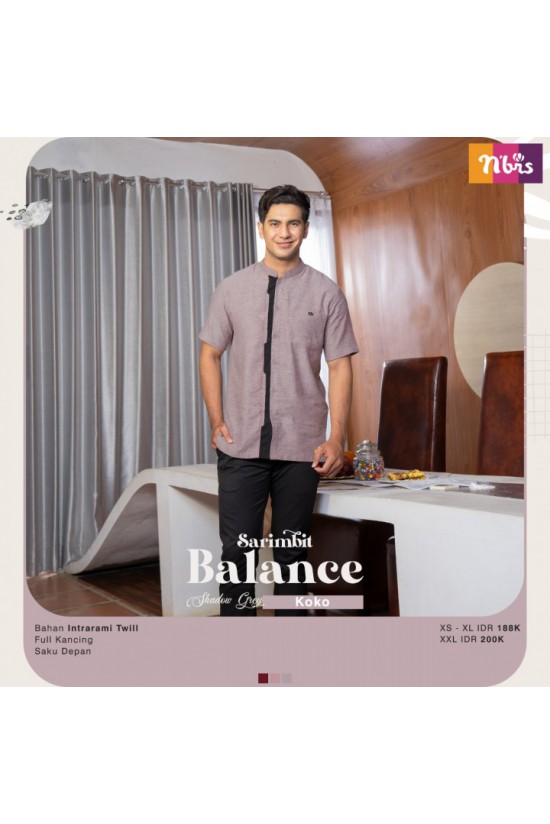 N'brs
Sarimbit
Balance
Shadow Grey
Koko
Bahan Intrarami Twill
Full Kancing
Saku Depan
XS - XL IDR 188K
XXL IDR 200K